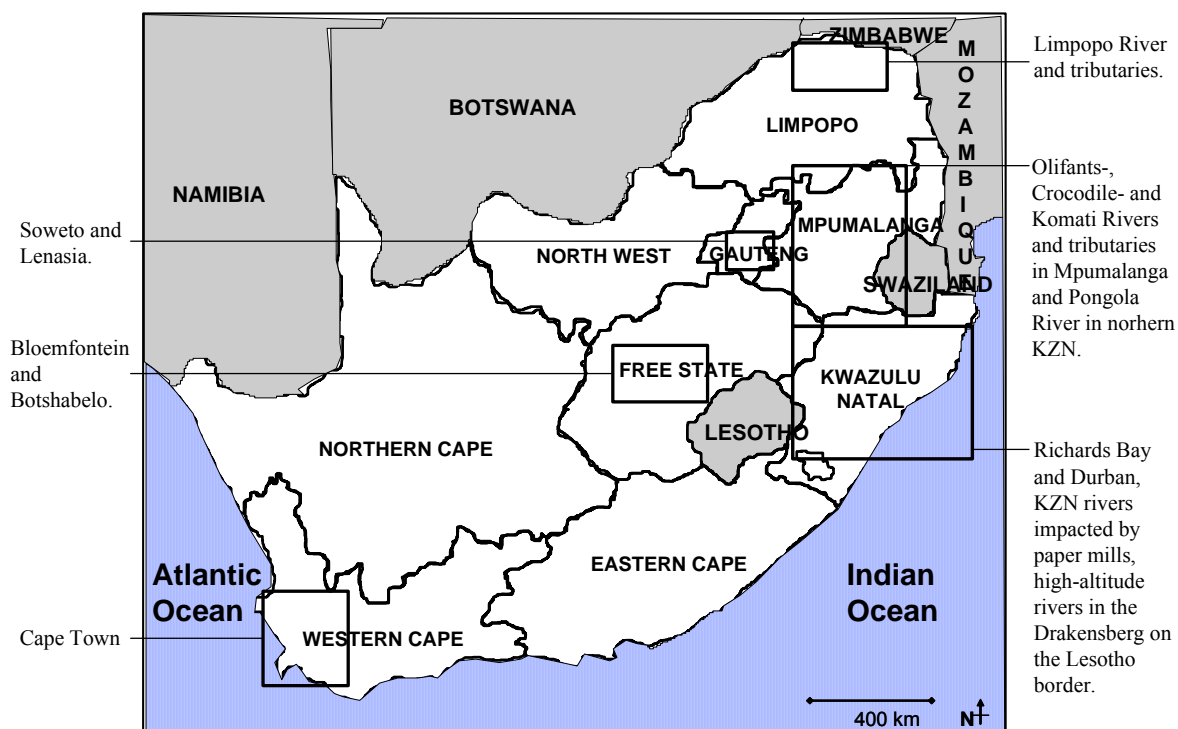 ZIMBABWE
MOZAMBIQUE
Limpopo River
and tributaries.
BOTSWANA
LIMPOPO
NAMIBIA
Olifants-,
Crocodile- and
Komati Rivers
and tributaries
in Mpumalanga
and Pongola
River in norhern
KZN.
Soweto and
Lenasia.
MPUMALANGA
NORTH WEST
GAUTENG
SWAZILAND
Bloemfontein
and
Botshabelo.
FREE STATE
KWAZULU
NATAL
LESOTHO
NORTHERN CAPE
Richards Bay
and Durban,
KZN rivers
impacted by
paper mills,
high-altitude
rivers in the
Drakensberg on
the Lesotho
border.
EASTERN CAPE
Atlantic
Ocean
Indian
Ocean
Cape Town
WESTERN CAPE
400 km
N